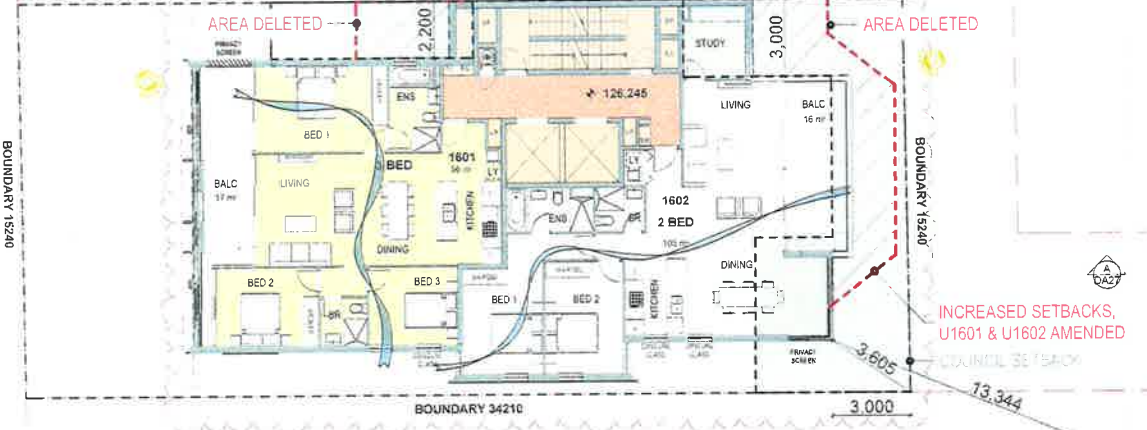 AREA DELETED
2,200
3,000
AREA DELETED
PRIVACY
SCREEN
STUDY
ENS
126.245
LIVING
BALC
16 m²
BED 1
BED
1601
LY
LY
BOUNDARY 15240
BALC
LIVING
KITCHEN
ENS
1602
2 BED
BOUNDARY 15240
DINING
BED 2
BED 3
BED 1
BED 2
KITCHEN
DINING
A
DA27
INCREASED SETBACKS,
U1601 & U1602 AMENDED
COUNCIL SETBACK
PRIVACY
SCREEN
3,605
13,344
BOUNDARY 34210
3.000